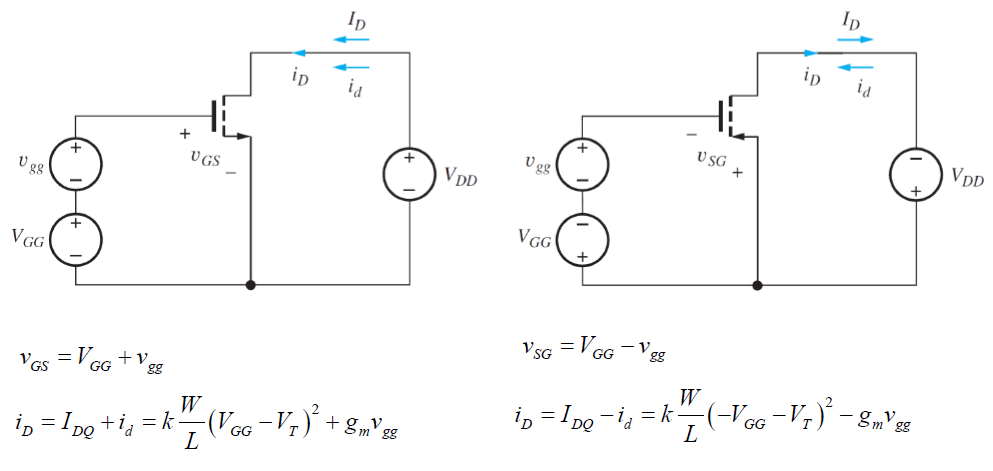 I_D I_D
i_D i_d i_D i_d
+ −
v_GS v_SG
− +
+ +
v_gg v_gg
− −
+ −
V_DD V_DD
− +
+ −
V_GG V_GG
− +
v_GS = V_GG + v_gg
v_SG = V_GG − v_gg
i_D = I_DQ + i_d = k W/L (V_GG − V_T)² + g_m v_gg
i_D = I_DQ − i_d = k W/L (−V_GG − V_T)² − g_m v_gg